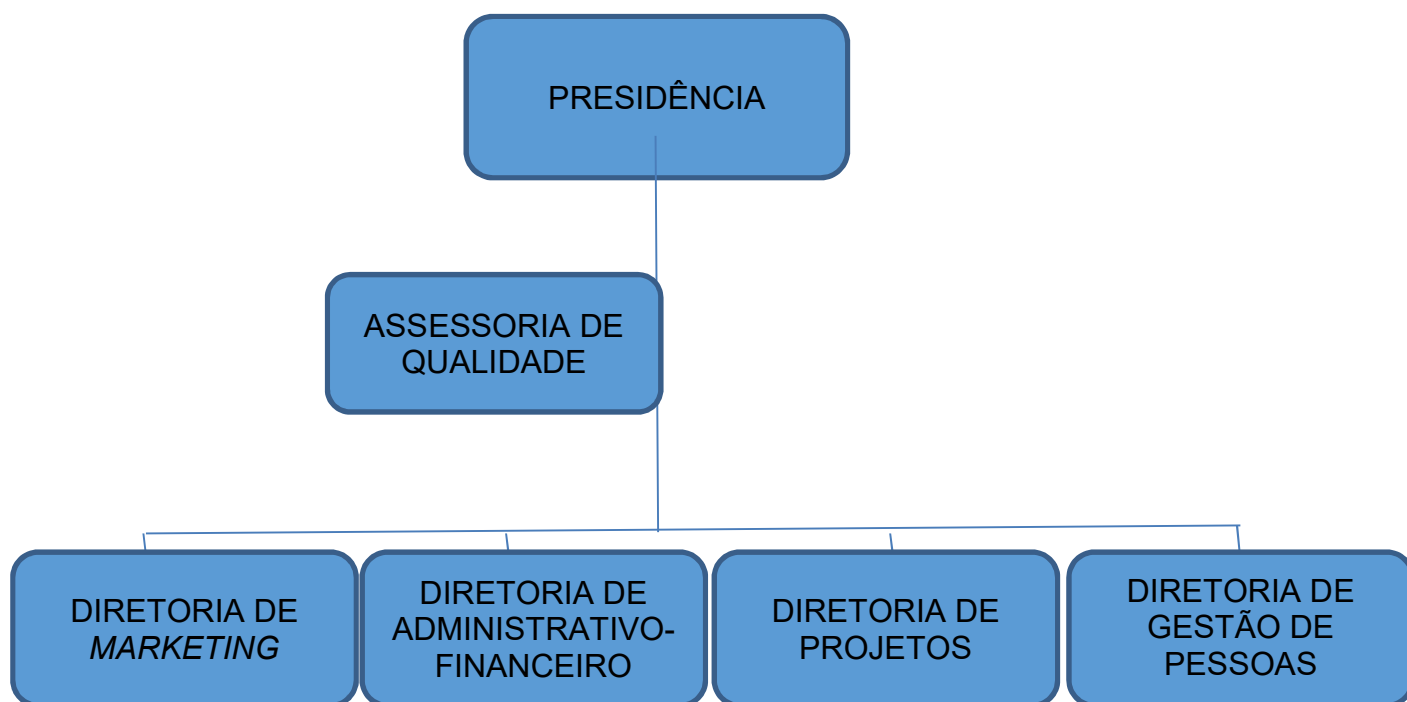 PRESIDÊNCIA
ASSESSORIA DE
QUALIDADE
DIRETORIA DE
MARKETING
DIRETORIA DE
ADMINISTRATIVO-
FINANCEIRO
DIRETORIA DE
PROJETOS
DIRETORIA DE
GESTÃO DE
PESSOAS